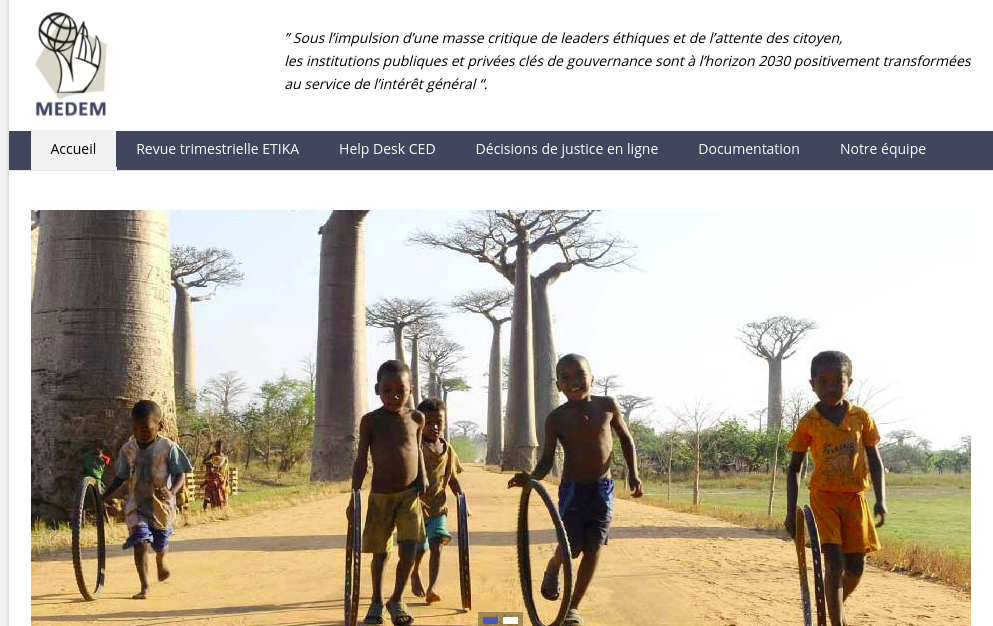 MEDEM
” Sous l’impulsion d’une masse critique de leaders éthiques et de l’attente des citoyen,
les institutions publiques et privées clés de gouvernance sont à l’horizon 2030 positivement transformées
au service de l’intérêt général “.
Accueil Revue trimestrielle ETIKA Help Desk CED Décisions de justice en ligne Documentation Notre équipe